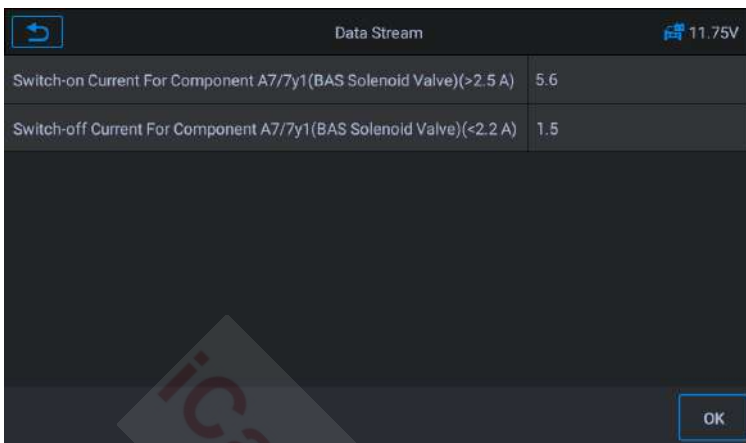 Data Stream
11.75V
Switch-on Current For Component A7/7y1(BAS Solenoid Valve)(>2.5 A) 5.6
Switch-off Current For Component A7/7y1(BAS Solenoid Valve)(<2.2 A) 1.5
OK